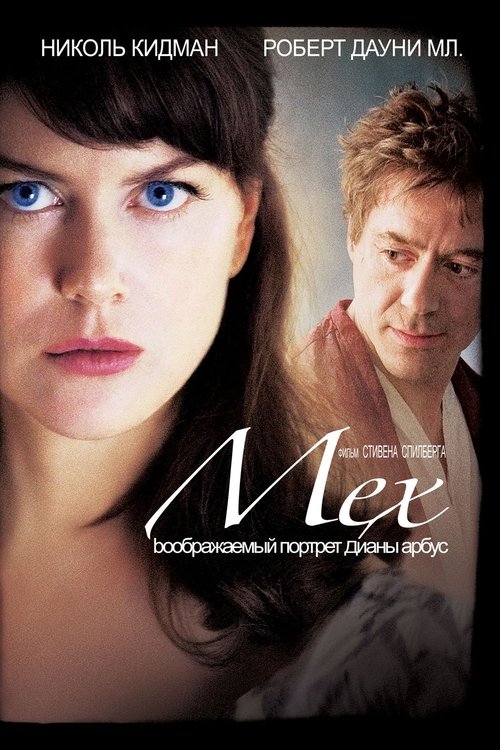 НИКОЛЬ КИДМАН РОБЕРТ ДАУНИ МЛ.
ФИЛЬМ СТИВЕНА СПИЛБЕРГА
Мех
Воображаемый портрет Дианы арбус